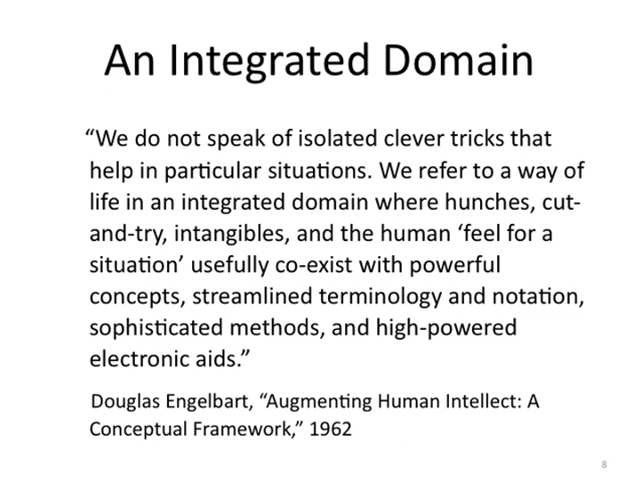 An Integrated Domain
“We do not speak of isolated clever tricks that
help in particular situations. We refer to a way of
life in an integrated domain where hunches, cut-
and-try, intangibles, and the human ‘feel for a
situation’ usefully co-exist with powerful
concepts, streamlined terminology and notation,
sophisticated methods, and high-powered
electronic aids.”
Douglas Engelbart, “Augmenting Human Intellect: A
Conceptual Framework,” 1962
8